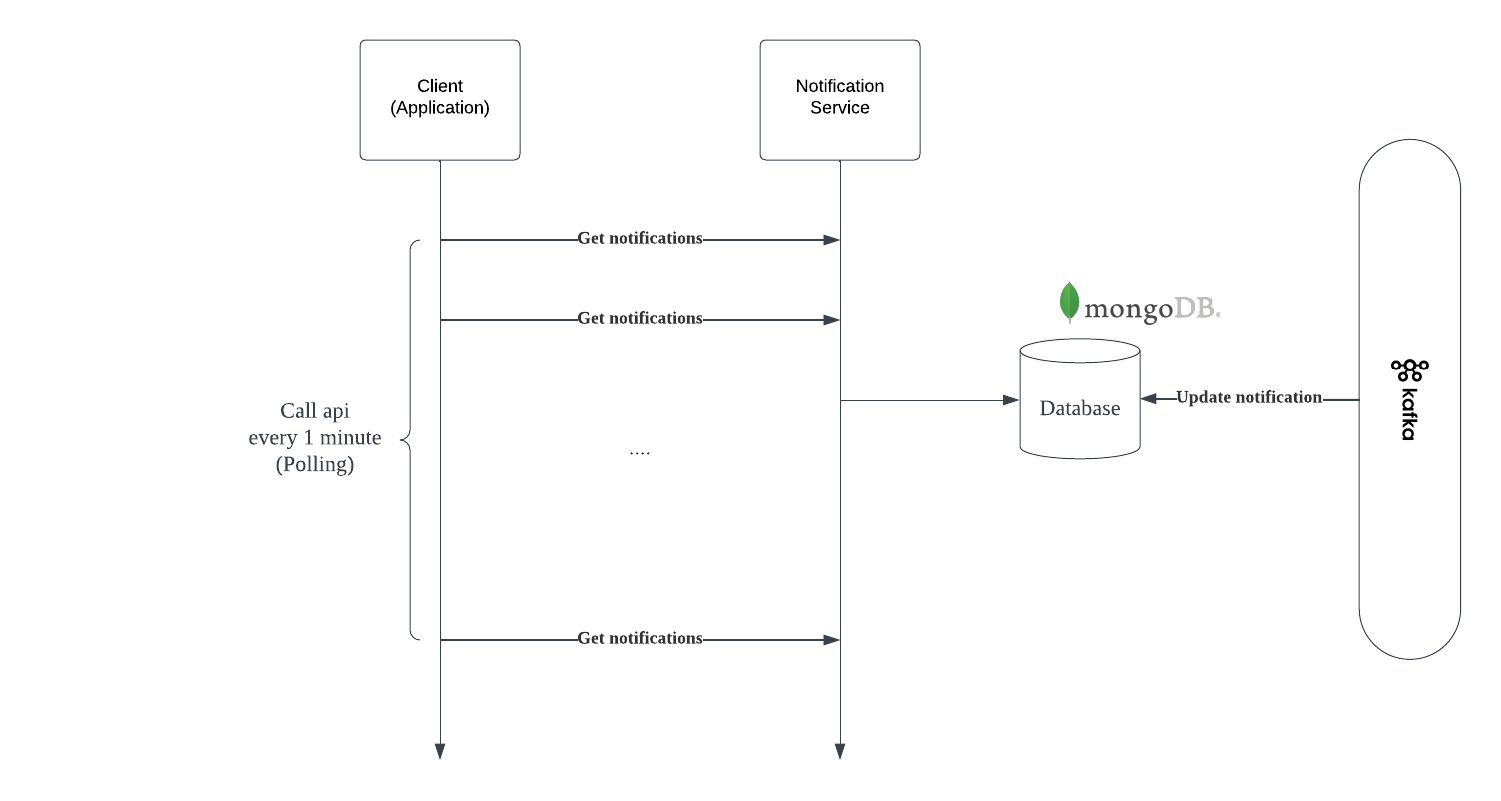 Client
(Application)
Notification
Service
Get notifications
Get notifications
mongoDB.
Database
Update notification
kafka
Call api
every 1 minute
(Polling)
....
Get notifications